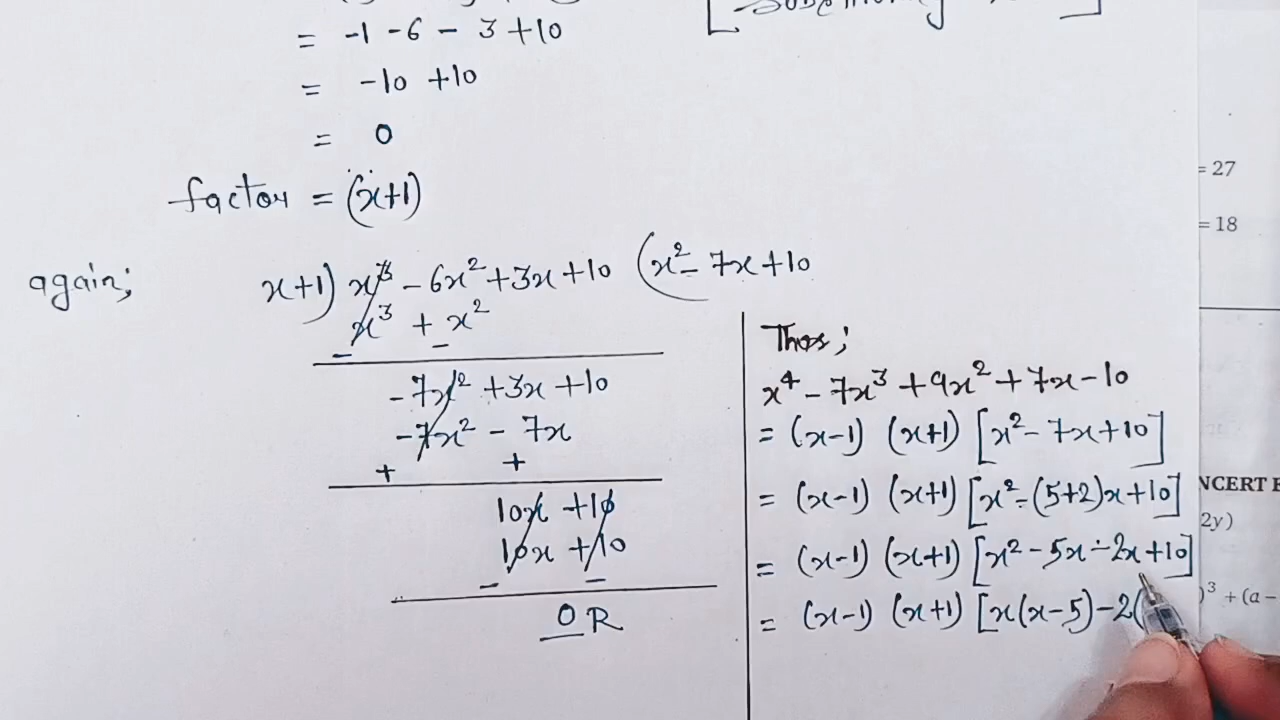 = -1 - 6 - 3 + 10
= -10 + 10
= 0
factor = (x+1)
again;
x+1) x³ - 6x² + 3x + 10 (x² - 7x + 10
x³ + x²
- -
-7x² + 3x + 10
-7x² - 7x
+ +
10x + 10
10x + 10
- -
0 R
Thus;
x⁴ - 7x³ + 9x² + 7x - 10
= (x-1) (x+1) [x² - 7x + 10]
= (x-1) (x+1) [x² - (5+2)x + 10]
= (x-1) (x+1) [x² - 5x - 2x + 10]
= (x-1) (x+1) [x(x-5) - 2(
= 27
= 18
NCERT E
2y)
)³ + (a -